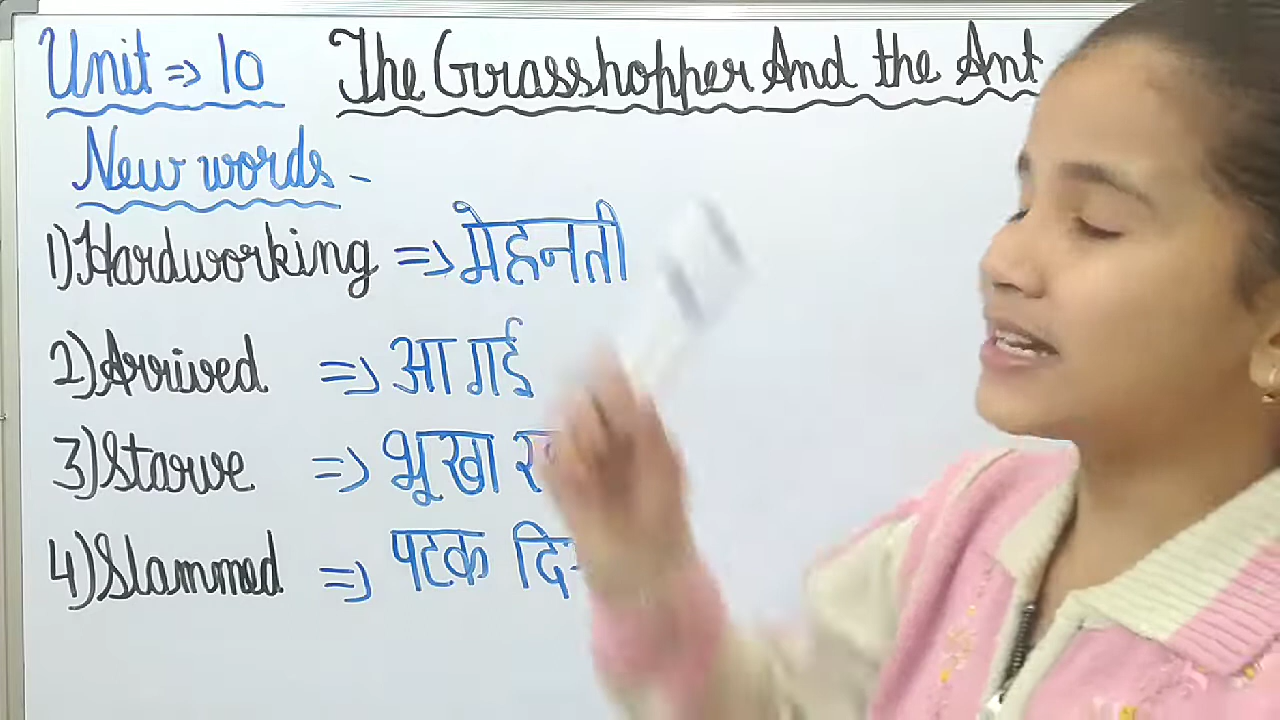 Unit ⇒ 10 The Grasshopper And the Ant
New words -
1) Hardworking ⇒ मेहनती
2) Arrived ⇒ आ गई
3) Starve ⇒ भूखा
4) Slammed ⇒ पटक